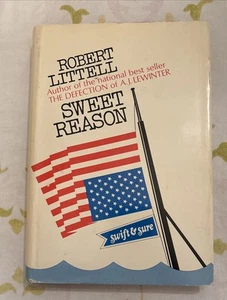 ROBERT
LITTELL
Author of the national best seller
THE DEFECTION of A.J. LEWINTER
SWEET
REASON
swift & sure